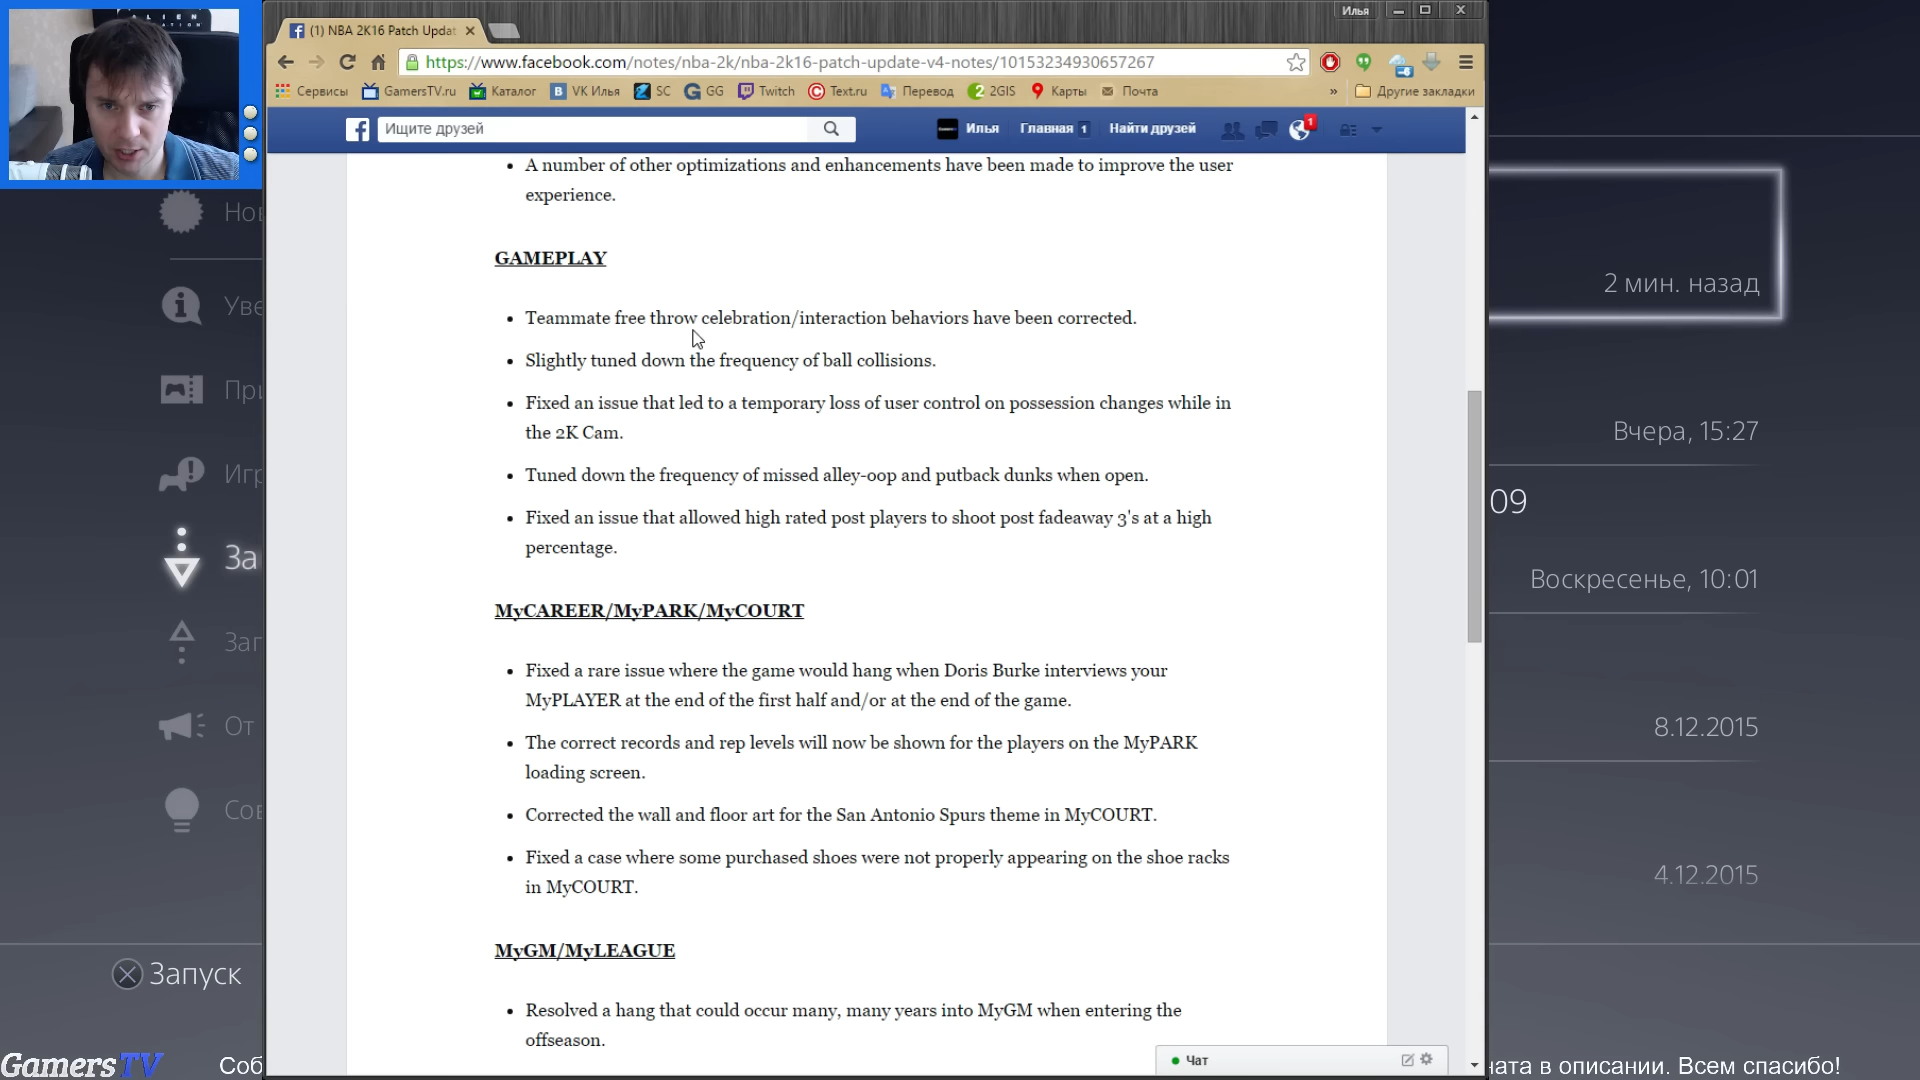 ALIEN
Илья
(1) NBA 2K16 Patch Updat
https://www.facebook.com/notes/nba-2k/nba-2k16-patch-update-v4-notes/10153234930657267
Сервисы GamersTV.ru Каталог VK Илья SC GG Twitch Text.ru Перевод 2GIS Карты Почта » Другие закладки
Ищите друзей Илья Главная 1 Найти друзей 1
• A number of other optimizations and enhancements have been made to improve the user
experience.
GAMEPLAY
• Teammate free throw celebration/interaction behaviors have been corrected.
• Slightly tuned down the frequency of ball collisions.
• Fixed an issue that led to a temporary loss of user control on possession changes while in
the 2K Cam.
• Tuned down the frequency of missed alley-oop and putback dunks when open.
• Fixed an issue that allowed high rated post players to shoot post fadeaway 3's at a high
percentage.
MyCAREER/MyPARK/MyCOURT
• Fixed a rare issue where the game would hang when Doris Burke interviews your
MyPLAYER at the end of the first half and/or at the end of the game.
• The correct records and rep levels will now be shown for the players on the MyPARK
loading screen.
• Corrected the wall and floor art for the San Antonio Spurs theme in MyCOURT.
• Fixed a case where some purchased shoes were not properly appearing on the shoe racks
in MyCOURT.
MyGM/MyLEAGUE
• Resolved a hang that could occur many, many years into MyGM when entering the
offseason.
Чат
Нов
Уве
При
Игр
За
Заг
От
Сов
Запуск
2 мин. назад
Вчера, 15:27
09
Воскресенье, 10:01
8.12.2015
4.12.2015
GamersTV Соб
ната в описании. Всем спасибо!